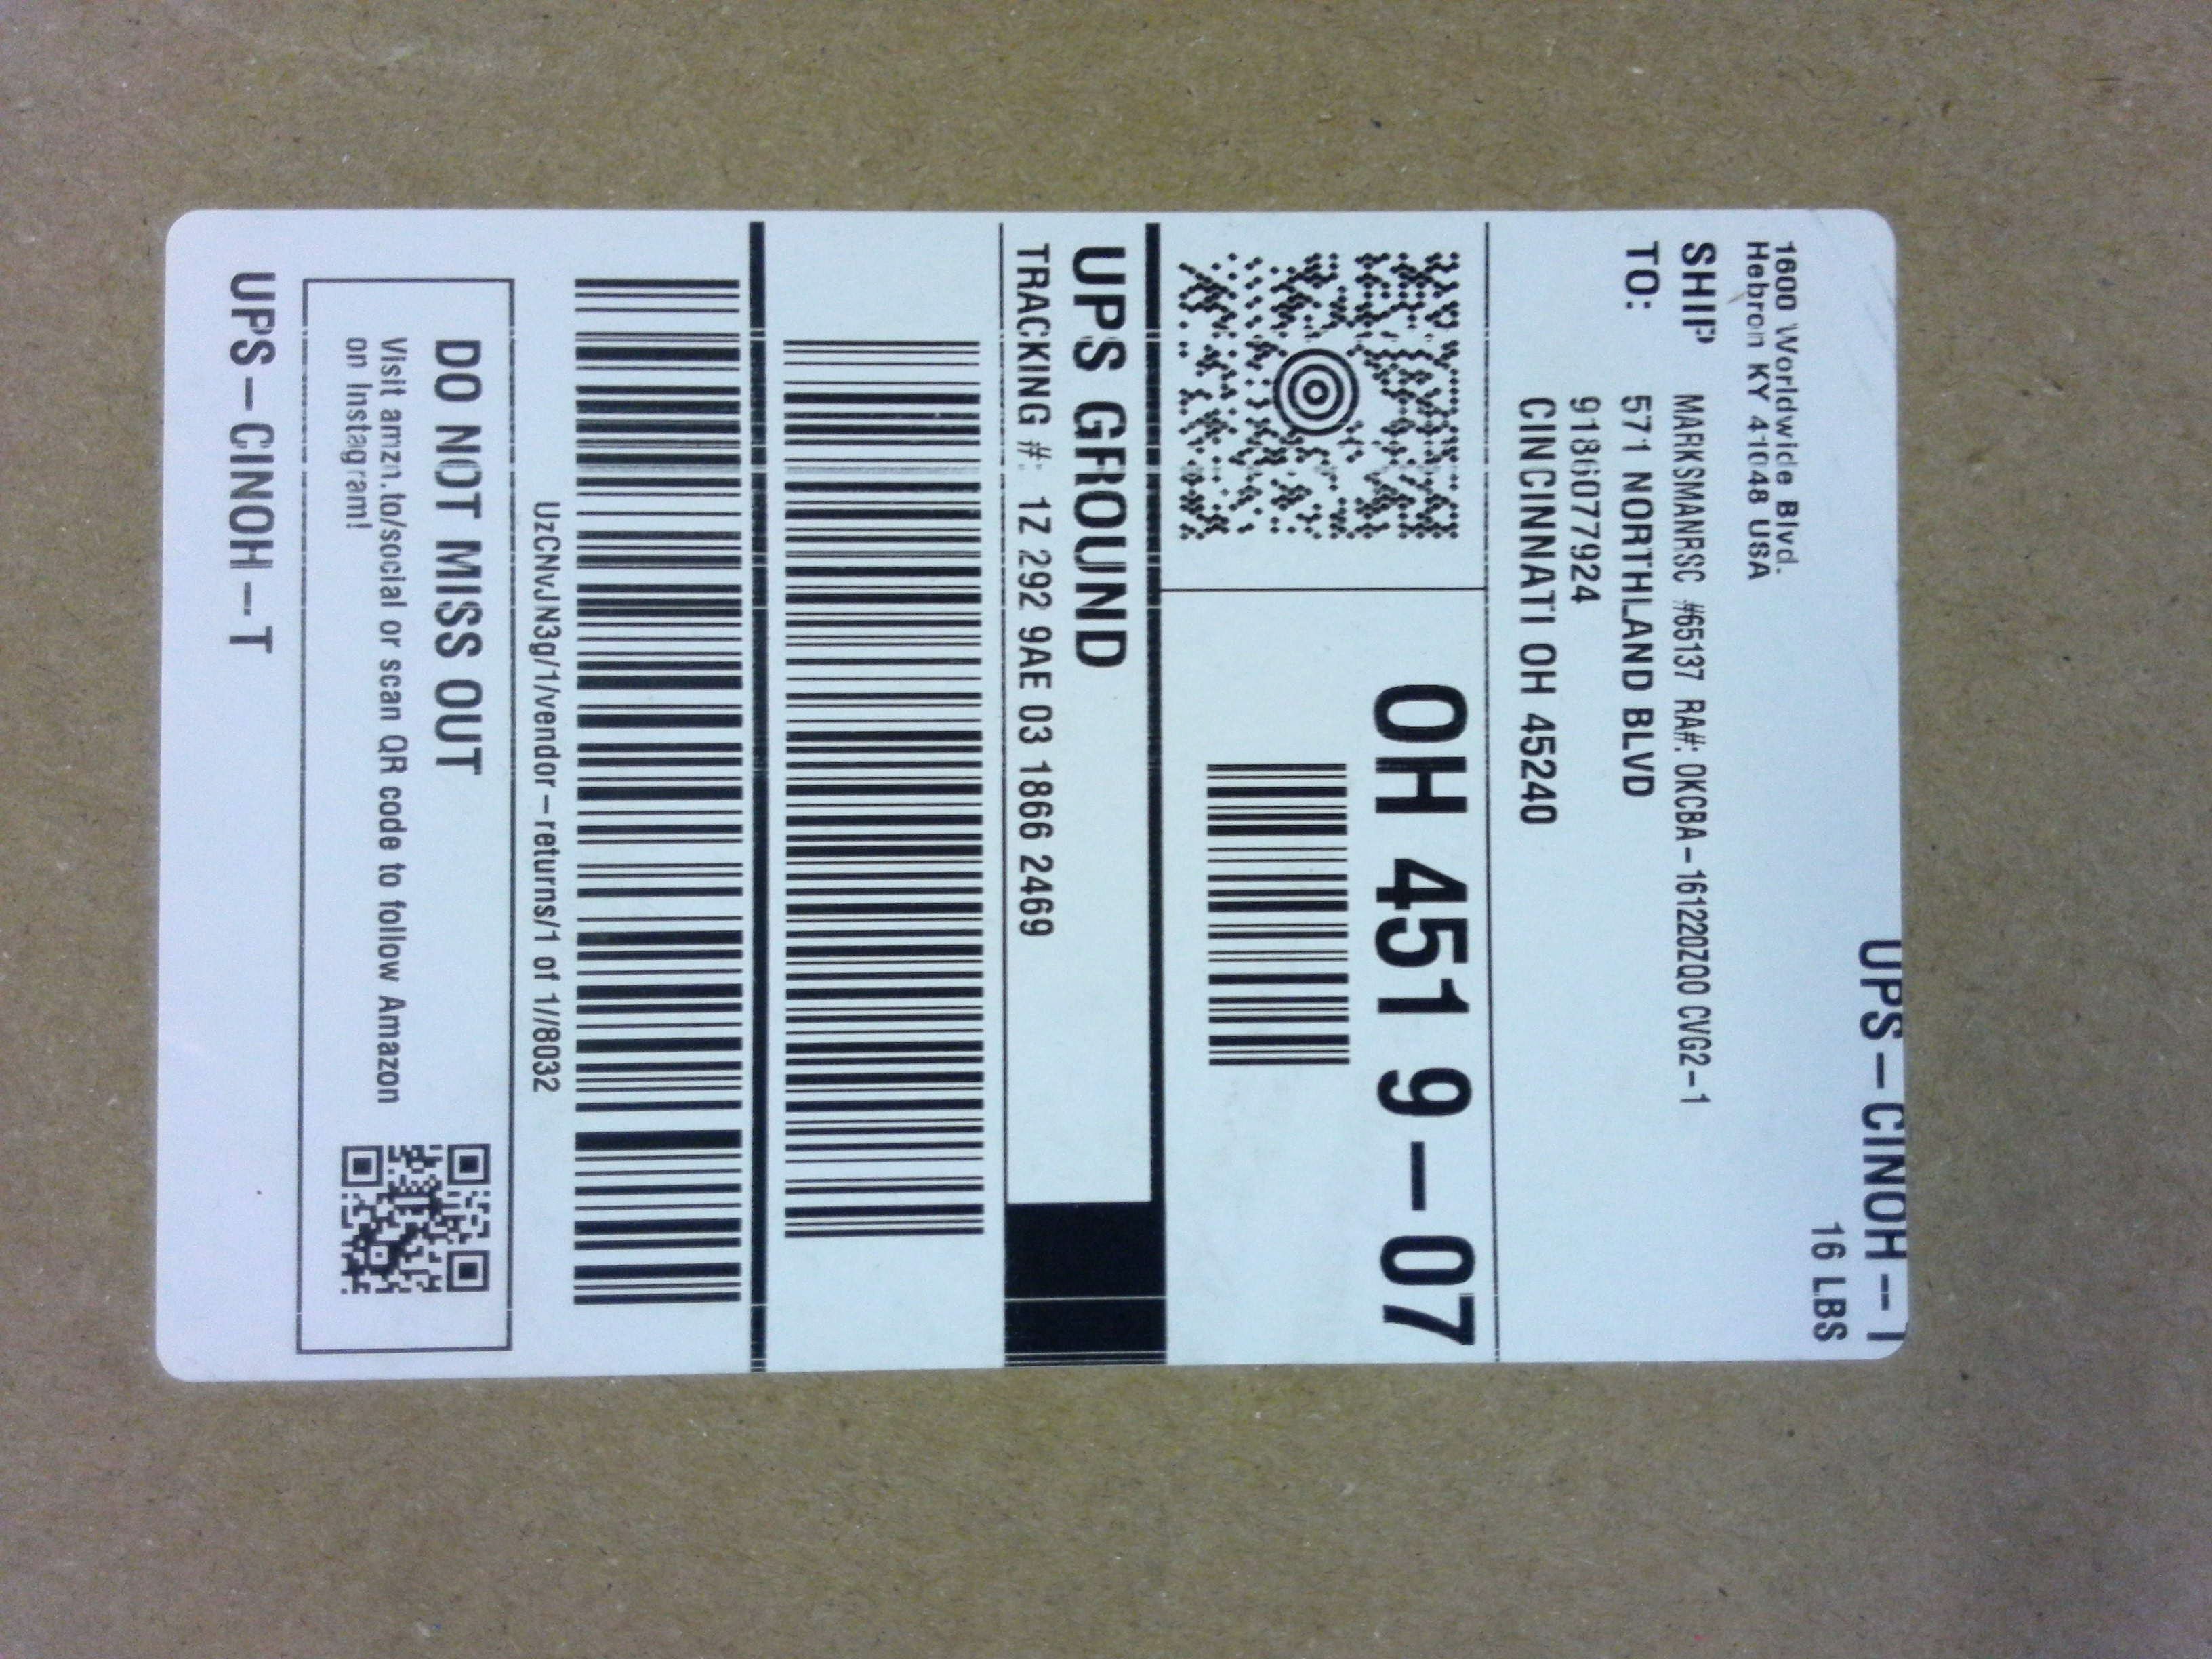 UPS-CINOH--T
16 LBS
1600 Worldwide Blvd.
Hebron KY 41048 USA
SHIP
TO:
MARKSMANRSC #65137 RA#: OKCBA-161220ZQ0 CVG2-1
571 NORTHLAND BLVD
9186077924
CINCINNATI OH 45240
OH 451 9-07
UPS GROUND
TRACKING #: 1Z 292 9AE 03 1866 2469
UzCNvJN3g/1/vendor-returns/1 of 1//8032
DO NOT MISS OUT
Visit amzn.to/social or scan QR code to follow Amazon
on Instagram!
UPS-CINOH--T